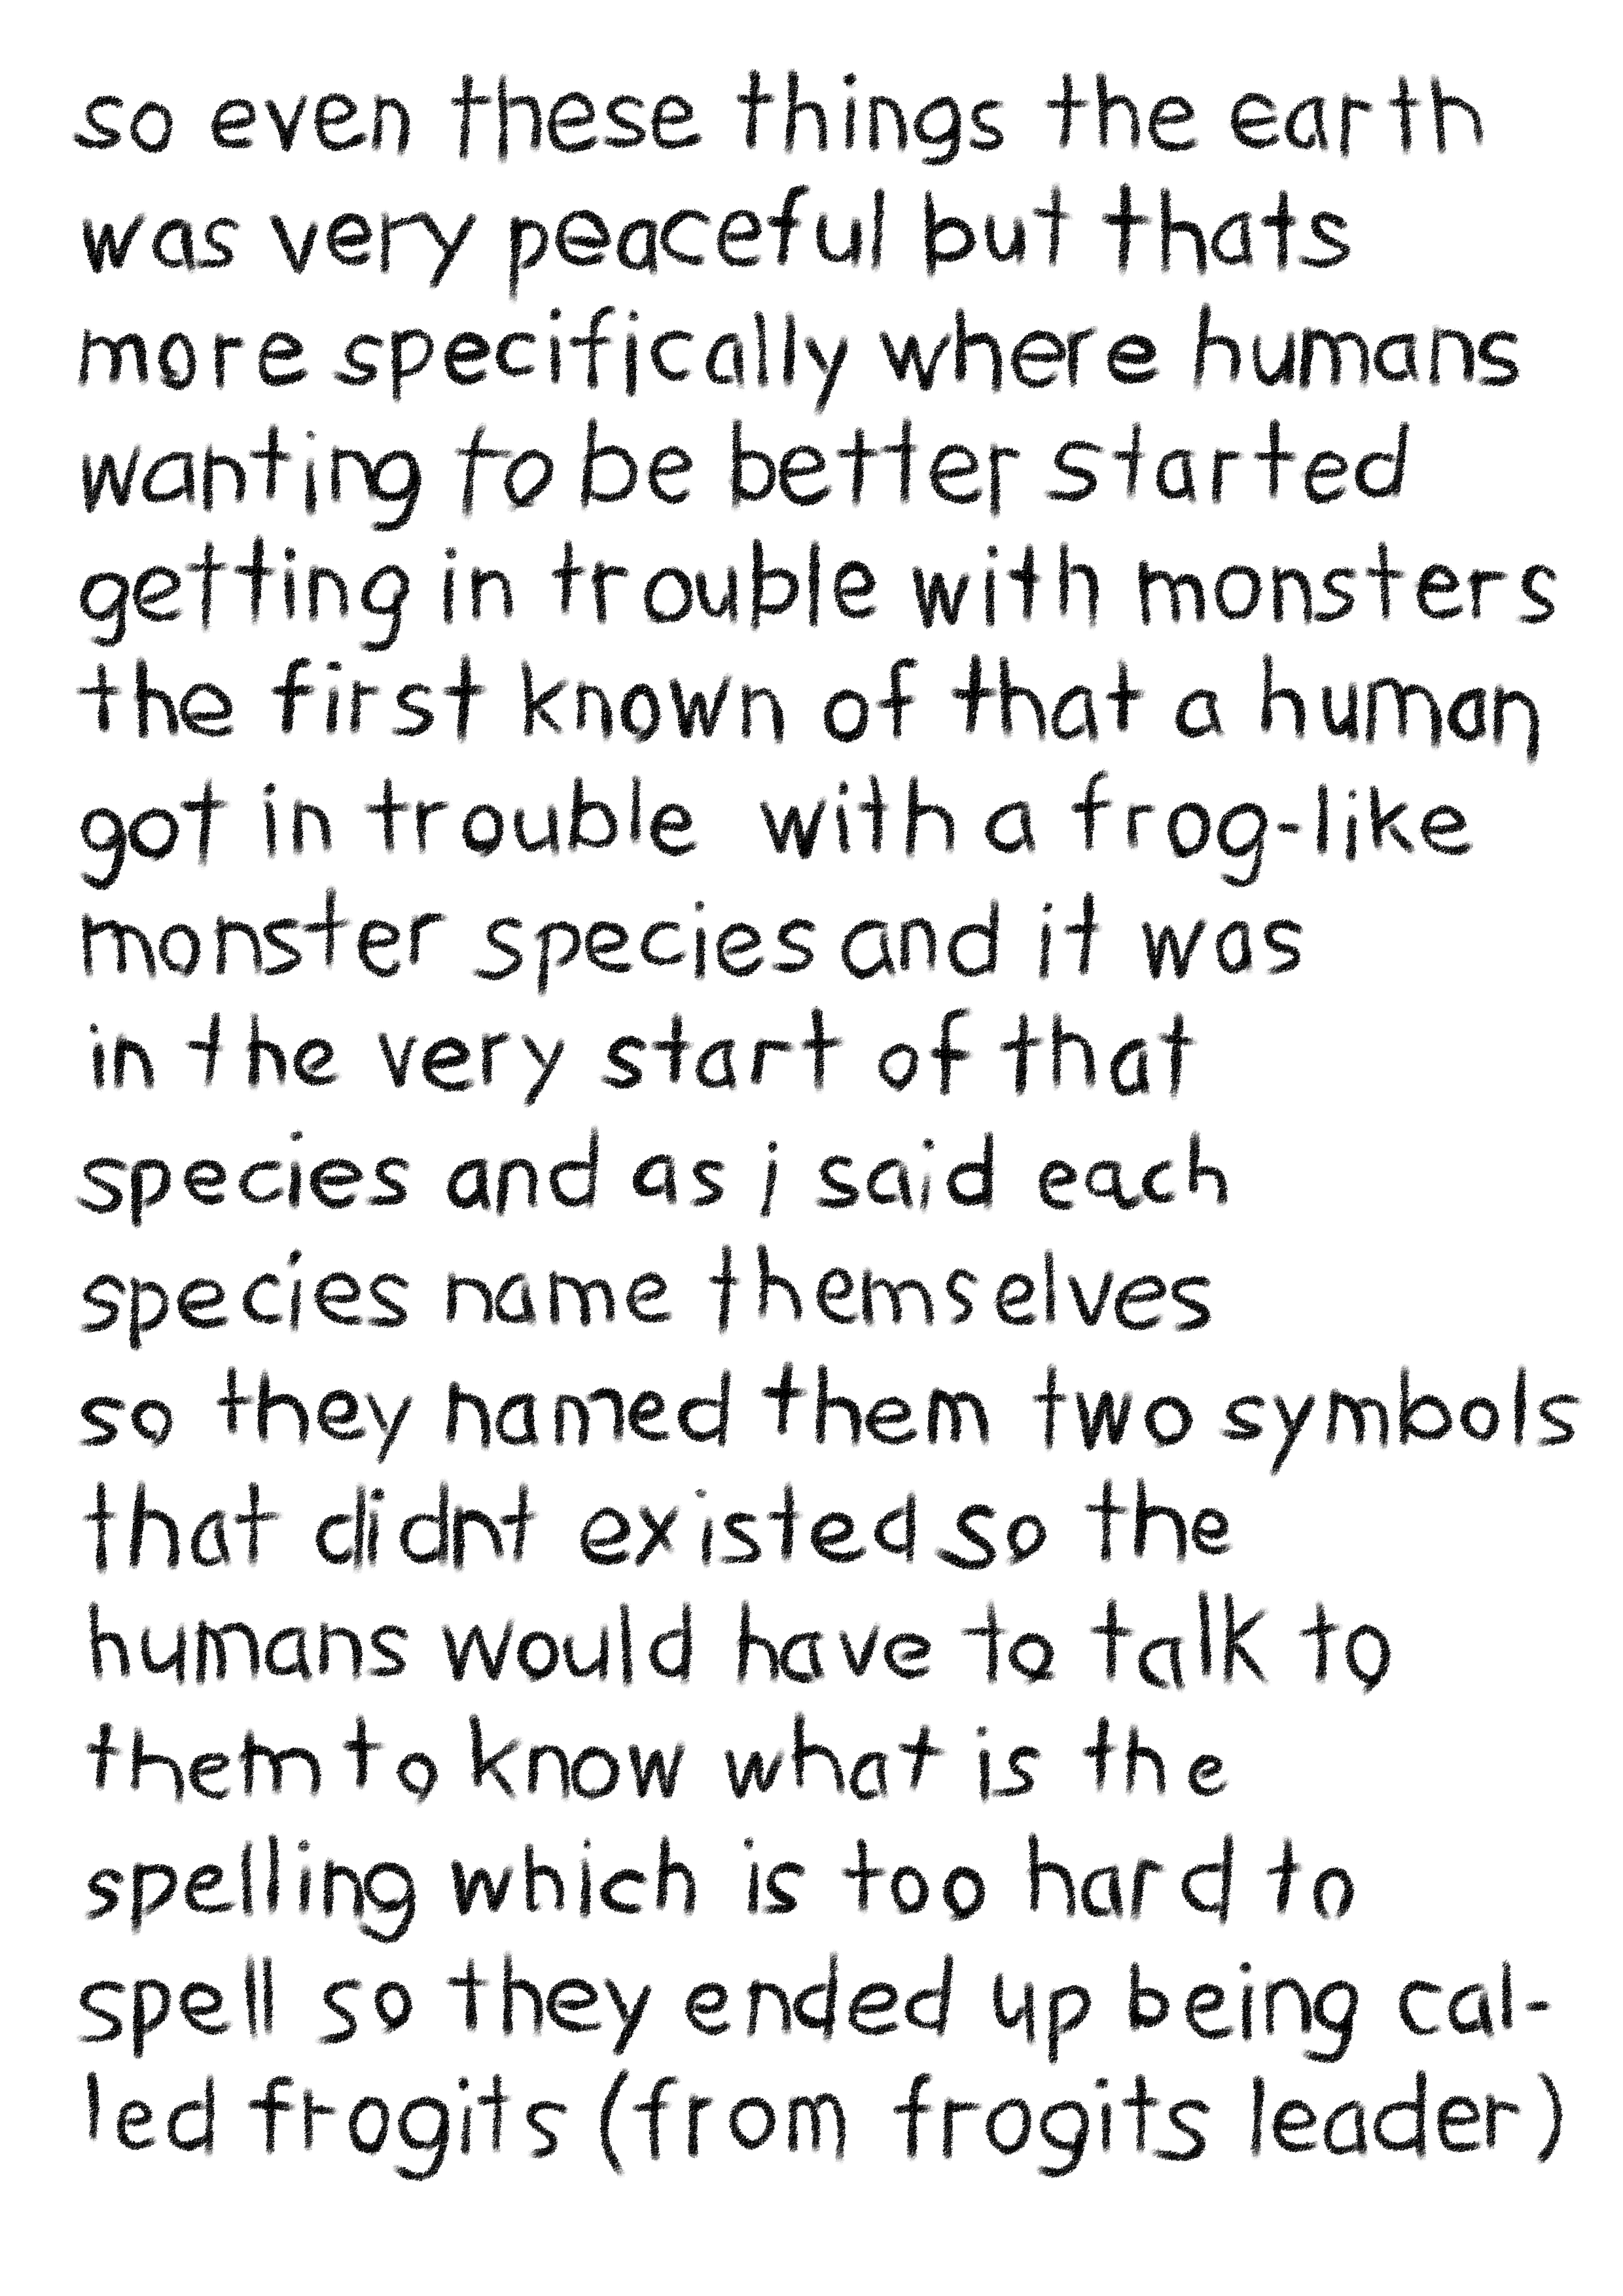 so even these things the earth
was very peaceful but thats
more specifically where humans
wanting to be better started
getting in trouble with monsters
the first known of that a human
got in trouble with a frog-like
monster species and it was
in the very start of that
species and as i said each
species name themselves
so they named them two symbols
that didnt existed so the
humans would have to talk to
them to know what is the
spelling which is too hard to
spell so they ended up being cal-
led frogits (from frogits leader)